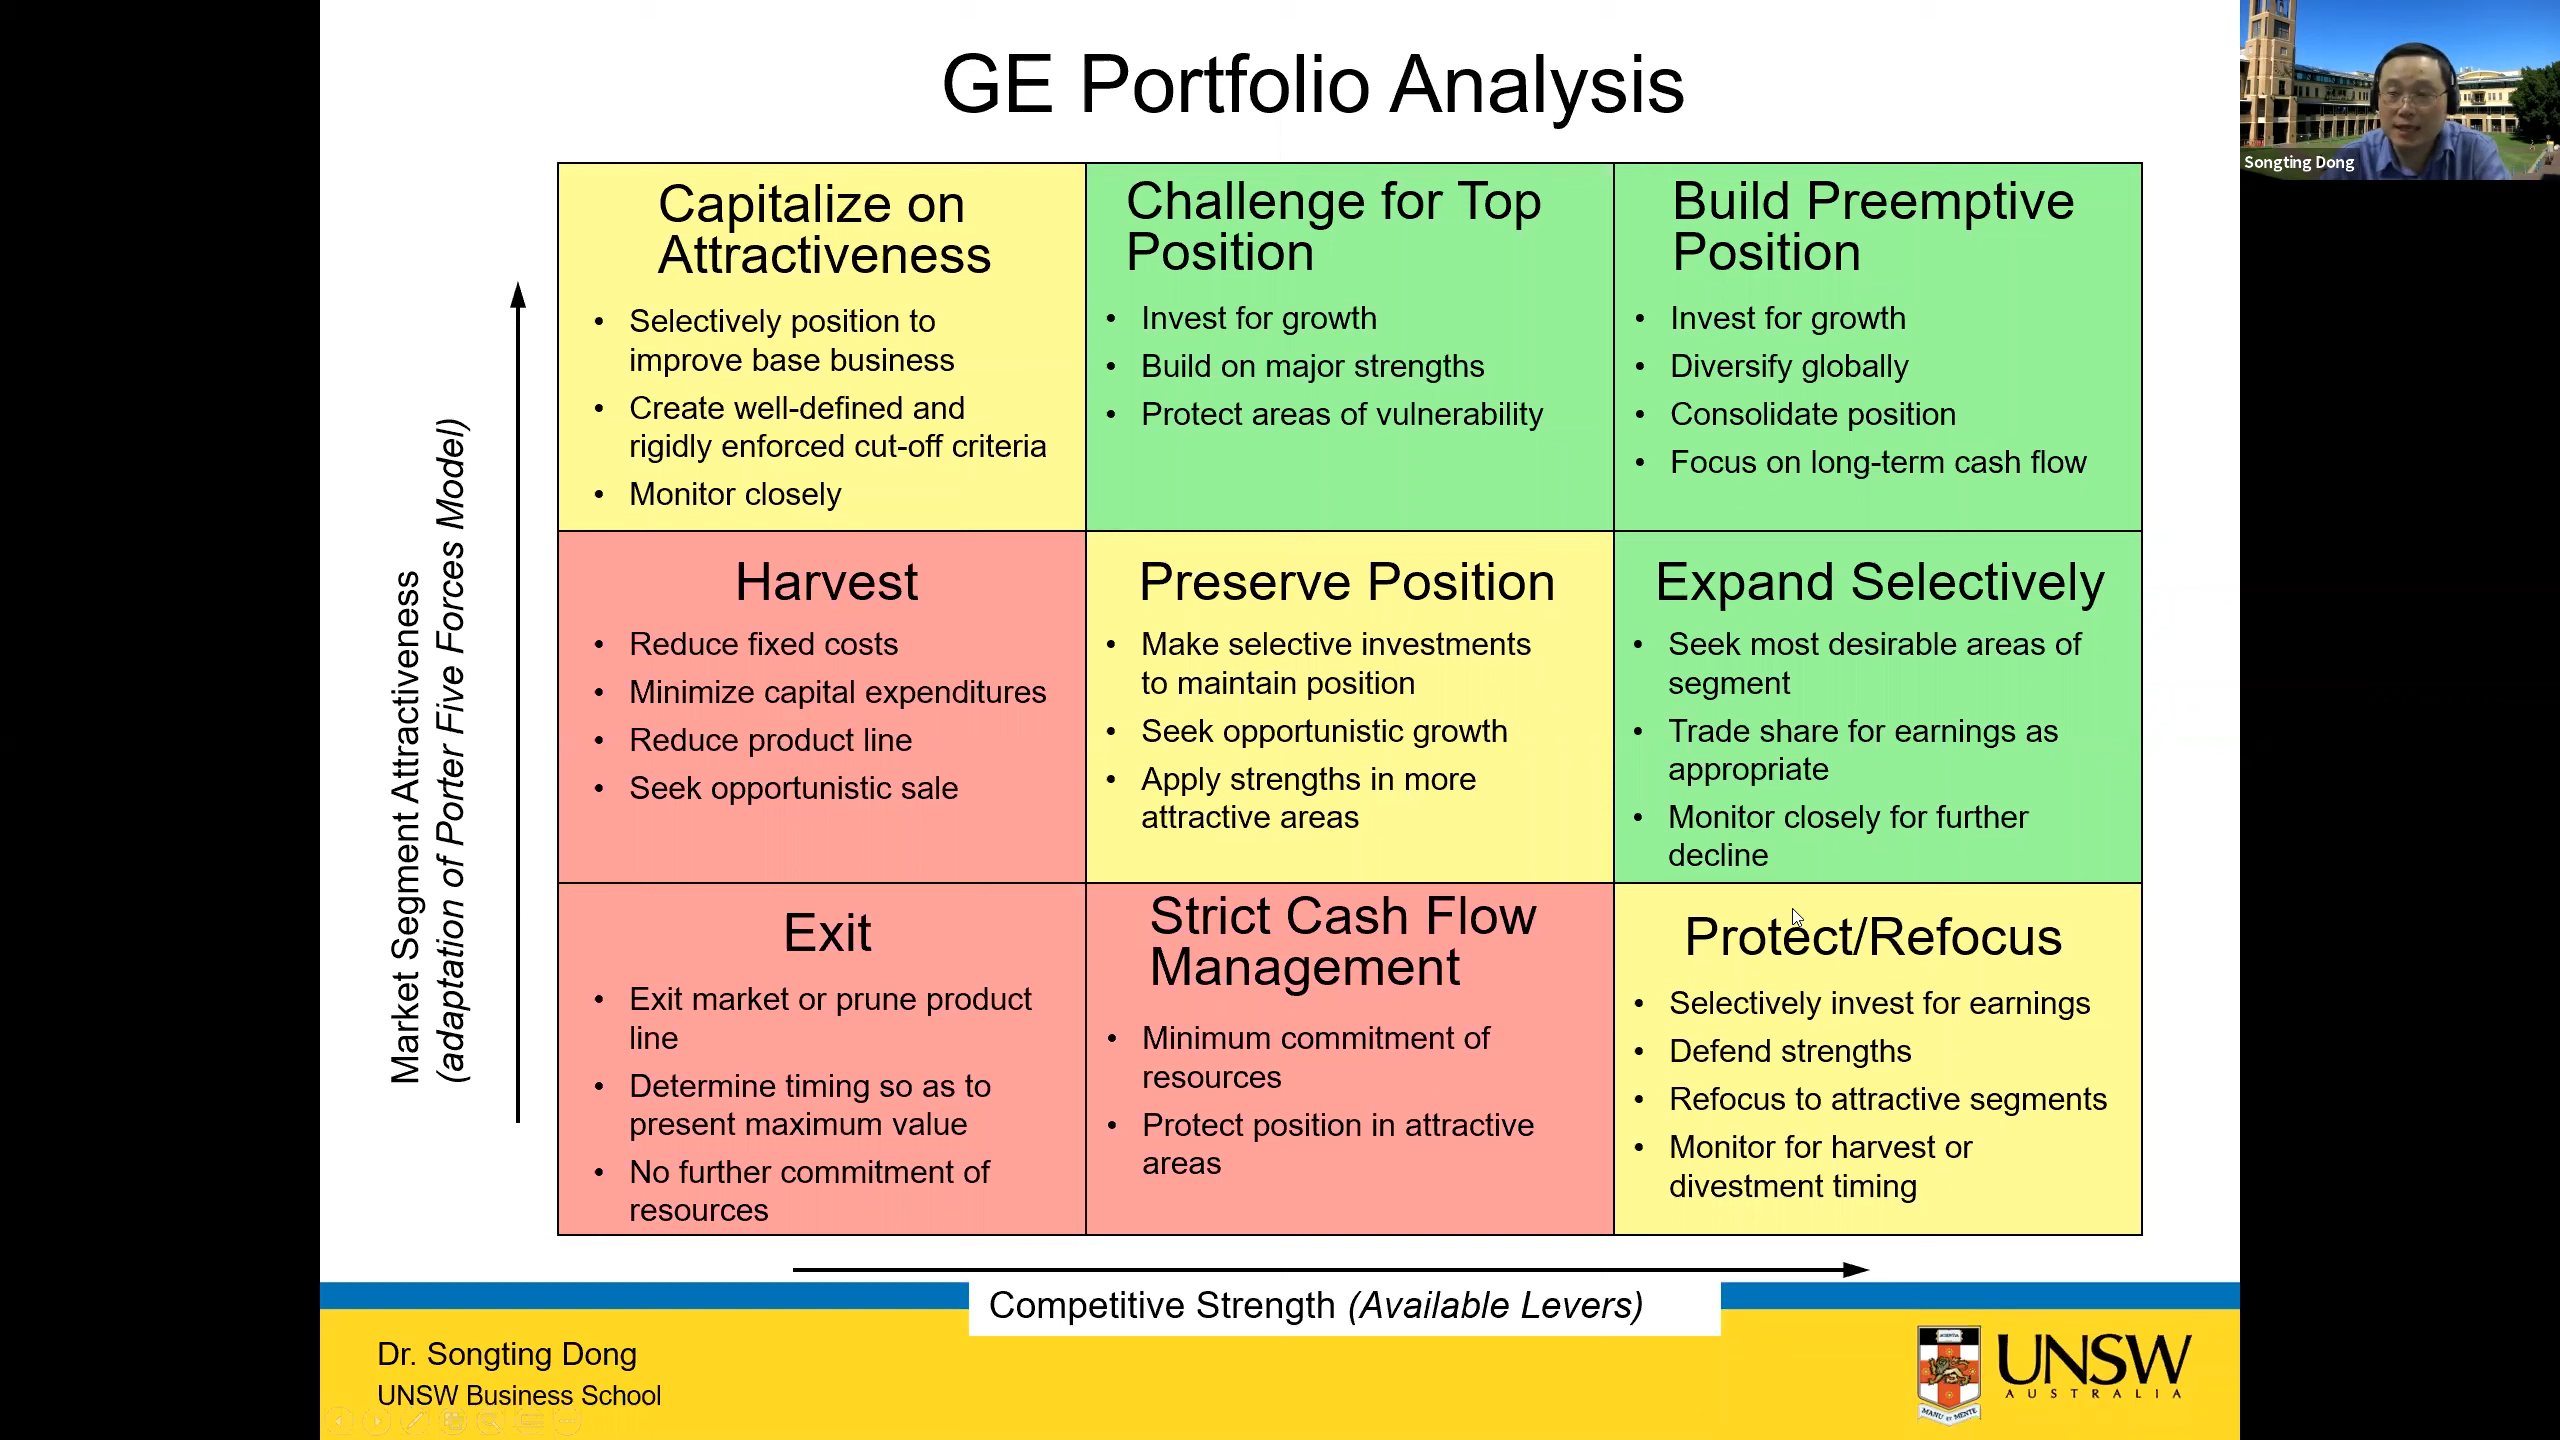 GE Portfolio Analysis
Songting Dong
Market Segment Attractiveness
(adaptation of Porter Five Forces Model)
Capitalize on
Attractiveness
• Selectively position to
improve base business
• Create well-defined and
rigidly enforced cut-off criteria
• Monitor closely
Challenge for Top
Position
• Invest for growth
• Build on major strengths
• Protect areas of vulnerability
Build Preemptive
Position
• Invest for growth
• Diversify globally
• Consolidate position
• Focus on long-term cash flow
Harvest
• Reduce fixed costs
• Minimize capital expenditures
• Reduce product line
• Seek opportunistic sale
Preserve Position
• Make selective investments
to maintain position
• Seek opportunistic growth
• Apply strengths in more
attractive areas
Expand Selectively
• Seek most desirable areas of
segment
• Trade share for earnings as
appropriate
• Monitor closely for further
decline
Exit
• Exit market or prune product
line
• Determine timing so as to
present maximum value
• No further commitment of
resources
Strict Cash Flow
Management
• Minimum commitment of
resources
• Protect position in attractive
areas
Protect/Refocus
• Selectively invest for earnings
• Defend strengths
• Refocus to attractive segments
• Monitor for harvest or
divestment timing
Competitive Strength (Available Levers)
Dr. Songting Dong
UNSW Business School
UNSW
AUSTRALIA
MANU ET MENTE